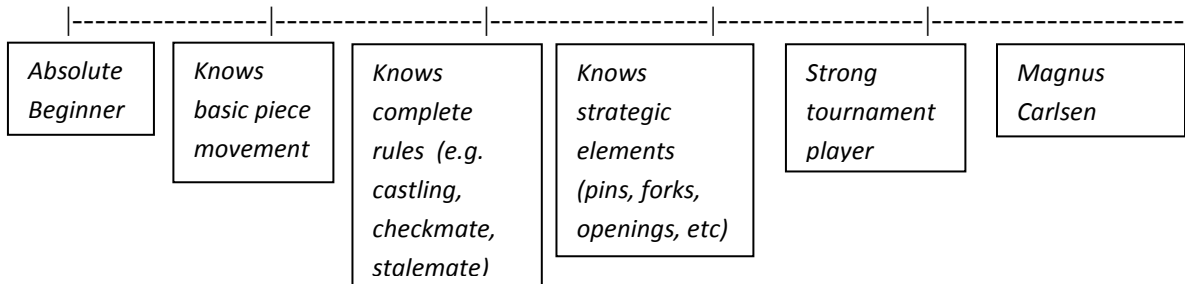 |------------------|-------------------|--------------------|-------------------|-----------------------
Absolute
Beginner
Knows
basic piece
movement
Knows
complete
rules (e.g.
castling,
checkmate,
stalemate)
Knows
strategic
elements
(pins, forks,
openings, etc)
Strong
tournament
player
Magnus
Carlsen